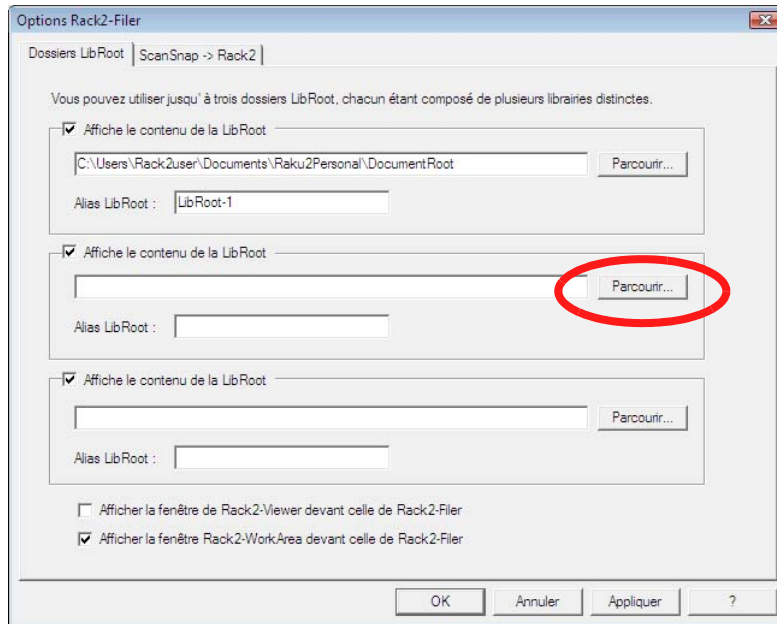 Options Rack2-Filer
Dossiers LibRoot
ScanSnap -> Rack2
Vous pouvez utiliser jusqu' à trois dossiers LibRoot, chacun étant composé de plusieurs librairies distinctes.
Affiche le contenu de la LibRoot
C:\Users\Rack2user\Documents\Raku2Personal\DocumentRoot
Parcourir...
Alias LibRoot :
LibRoot-1
Affiche le contenu de la LibRoot
Parcourir...
Alias LibRoot :
Affiche le contenu de la LibRoot
Parcourir...
Alias LibRoot :
Afficher la fenêtre de Rack2-Viewer devant celle de Rack2-Filer
Afficher la fenêtre Rack2-WorkArea devant celle de Rack2-Filer
OK
Annuler
Appliquer
?